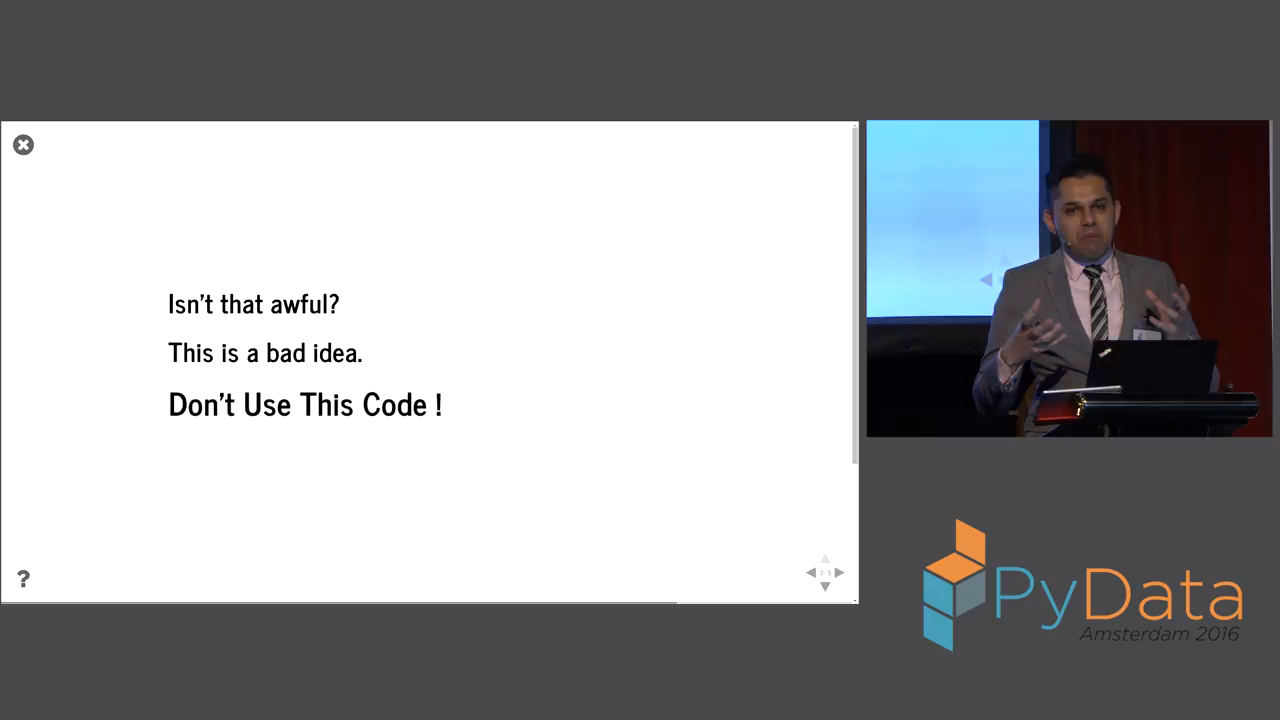 Isn't that awful?
This is a bad idea.
Don't Use This Code !
?
PyData
Amsterdam 2016